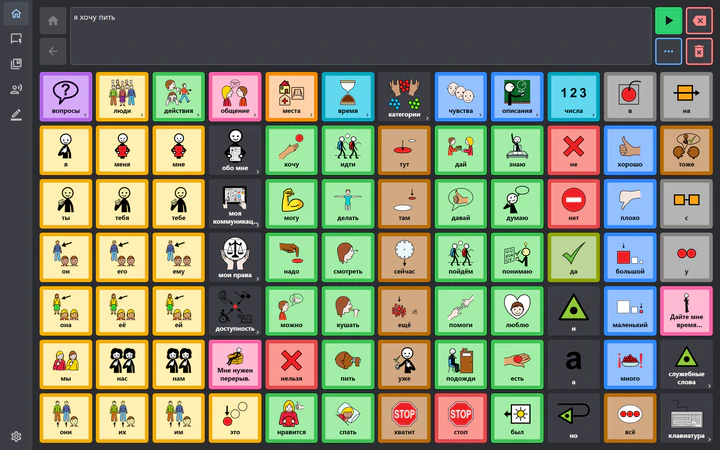 я хочу пить
вопросы
люди
действия
общение
места
время
категории
чувства
описания
1 2 3
числа
в
на
я
меня
мне
обо мне
хочу
идти
тут
дай
знаю
не
хорошо
тоже
ты
тебя
тебе
моя
коммуникац...
могу
делать
там
давай
думаю
нет
плохо
с
он
его
ему
мои права
надо
смотреть
сейчас
пойдём
понимаю
да
большой
у
она
её
ей
доступность
можно
кушать
ещё
помоги
люблю
и
маленький
Дайте мне
время...
мы
нас
нам
Мне нужен
перерыв.
нельзя
пить
уже
подожди
есть
а
а
много
служебные
слова
они
их
им
это
нравится
спать
STOP
хватит
STOP
стоп
был
но
всё
клавиатура